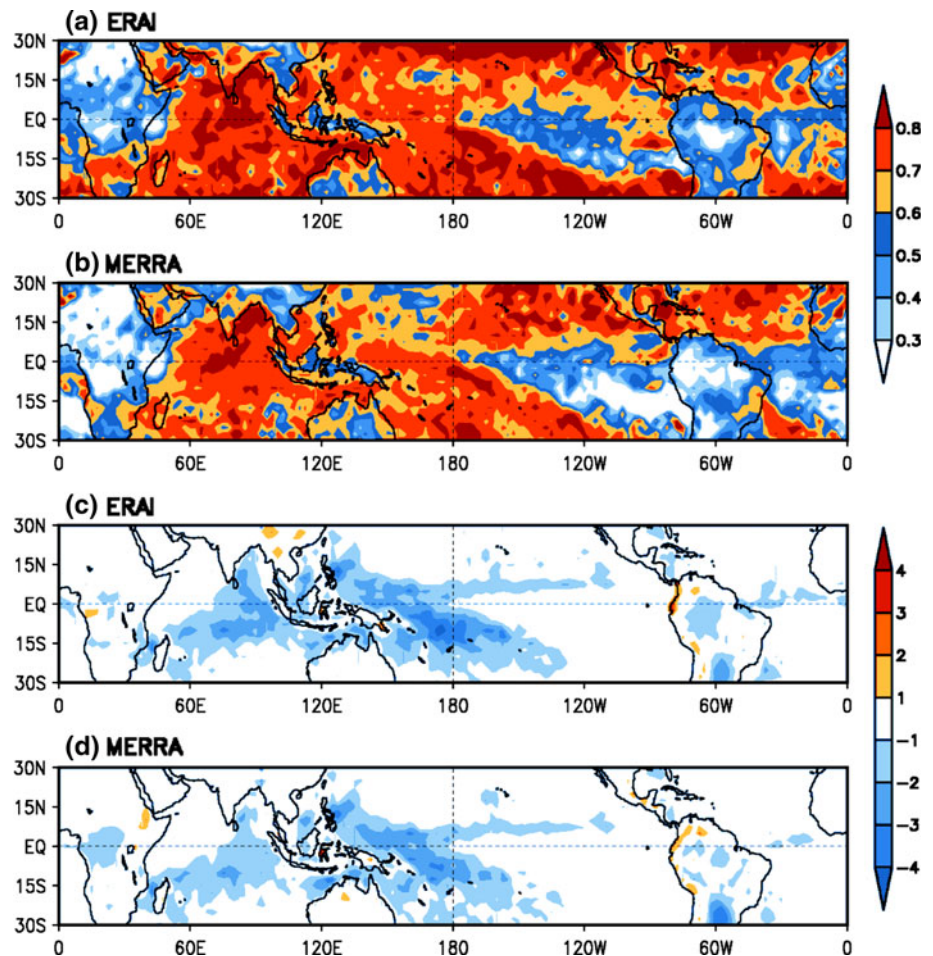 (a) ERAI
30N
15N
EQ
15S
30S
0 60E 120E 180 120W 60W 0
(b) MERRA
30N
15N
EQ
15S
30S
0 60E 120E 180 120W 60W 0
0.8
0.7
0.6
0.5
0.4
0.3
(c) ERAI
30N
15N
EQ
15S
30S
0 60E 120E 180 120W 60W 0
(d) MERRA
30N
15N
EQ
15S
30S
0 60E 120E 180 120W 60W 0
4
3
2
1
-1
-2
-3
-4